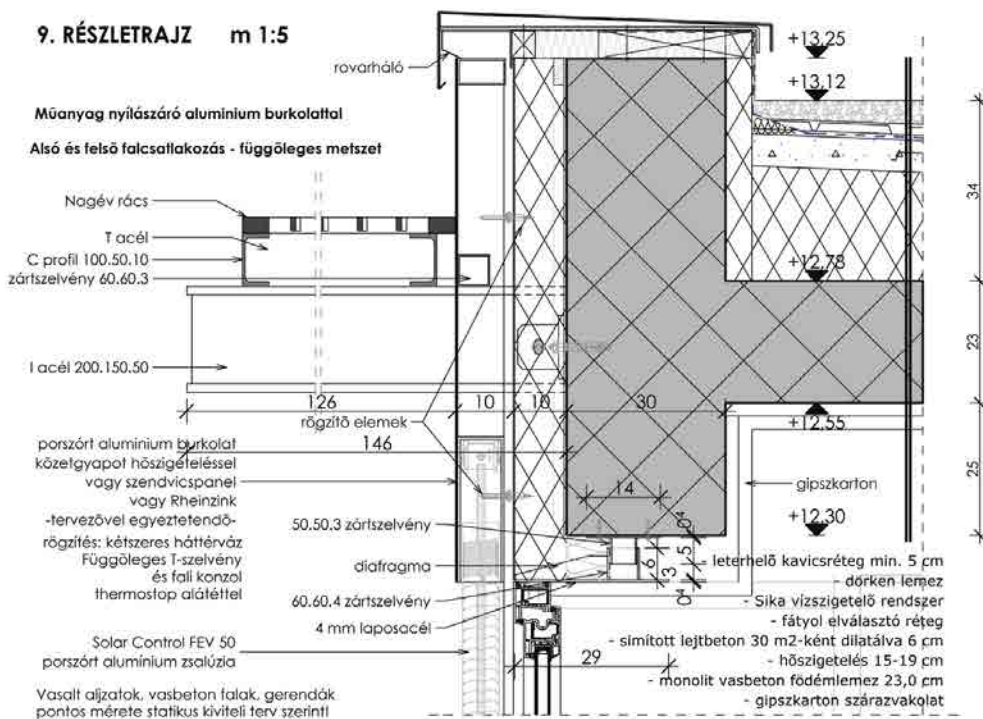 9. RÉSZLETRAJZ m 1:5
Műanyag nyílászáró aluminium burkolattal
Alsó és felső falcsatlakozás - függőleges metszet
rovarháló
Nagév rács
T acél
C profil 100.50.10
zártszelvény 60.60.3
I acél 200.150.50
126
10
10
30
rögzítő elemek
146
porszórt aluminium burkolat
kőzetgyapot hőszigeteléssel
vagy szendvicspanel
vagy Rheinzink
-tervezővel egyeztetendő-
rögzítés: kétszeres háttérváz
Függőleges T-szelvény
és fali konzol
thermostop alátéttel
Solar Control FEV 50
porszórt alumínium zsalúzia
Vasalt aljzatok, vasbeton falak, gerendák
pontos mérete statikus kiviteli terv szerint!
50.50.3 zártszelvény
diafragma
60.60.4 zártszelvény
4 mm laposacél
14
6
3
5
0⁴
0⁴
29
+13,25
+13,12
+12,78
+12,55
+12,30
34
23
25
gipszkarton
- leterhelő kavicsréteg min. 5 cm
- dörken lemez
- Sika vízszigetelő rendszer
- fátyol elválasztó réteg
- simított lejtbeton 30 m2-ként dilatálva 6 cm
- hőszigetelés 15-19 cm
- monolit vasbeton födémlemez 23,0 cm
- gipszkarton szárazvakolat